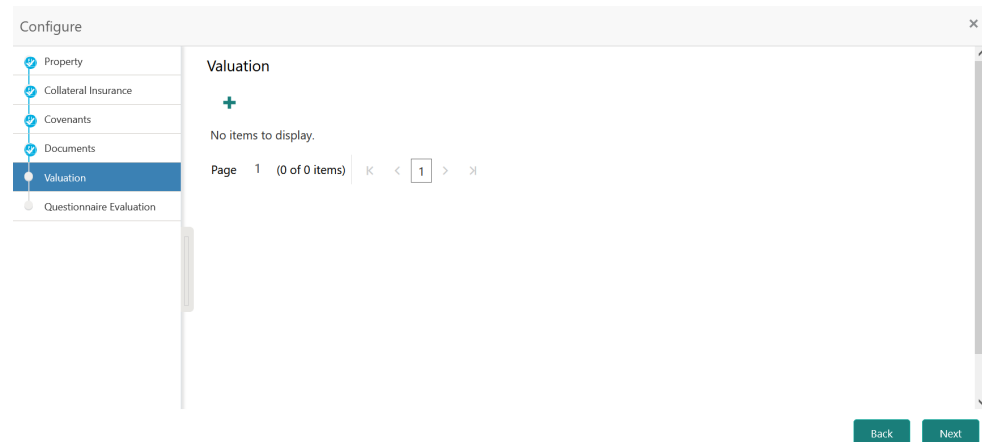 Configure
Property
Collateral Insurance
Covenants
Documents
Valuation
Questionnaire Evaluation
Valuation
No items to display.
Page 1 (0 of 0 items) 1
Back Next